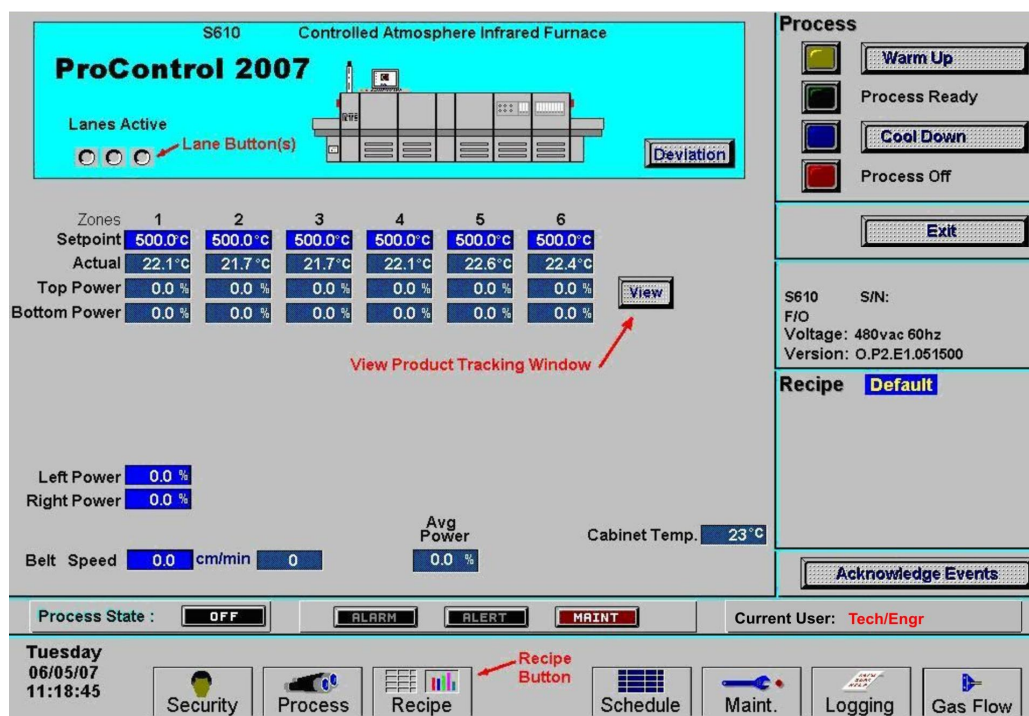 S610 Controlled Atmosphere Infrared Furnace
ProControl 2007
Lanes Active
Lane Button(s)
Deviation
Zones 1 2 3 4 5 6
Setpoint 500.0°C 500.0°C 500.0°C 500.0°C 500.0°C 500.0°C
Actual 22.1°C 21.7°C 21.7°C 22.1°C 22.6°C 22.4°C
Top Power 0.0 % 0.0 % 0.0 % 0.0 % 0.0 % 0.0 %
Bottom Power 0.0 % 0.0 % 0.0 % 0.0 % 0.0 % 0.0 %
View
View Product Tracking Window
Left Power 0.0 %
Right Power 0.0 %
Avg
Power
Cabinet Temp. 23°C
Belt Speed 0.0 cm/min 0
0.0 %
Process
Warm Up
Process Ready
Cool Down
Process Off
Exit
S610 S/N:
F/O
Voltage: 480vac 60hz
Version: O.P2.E1.051500
Recipe Default
Acknowledge Events
Process State : OFF
ALARM ALERT MAINT
Current User: Tech/Engr
Tuesday
06/05/07
11:18:45
Recipe
Button
Security Process Recipe Schedule Maint. Logging Gas Flow